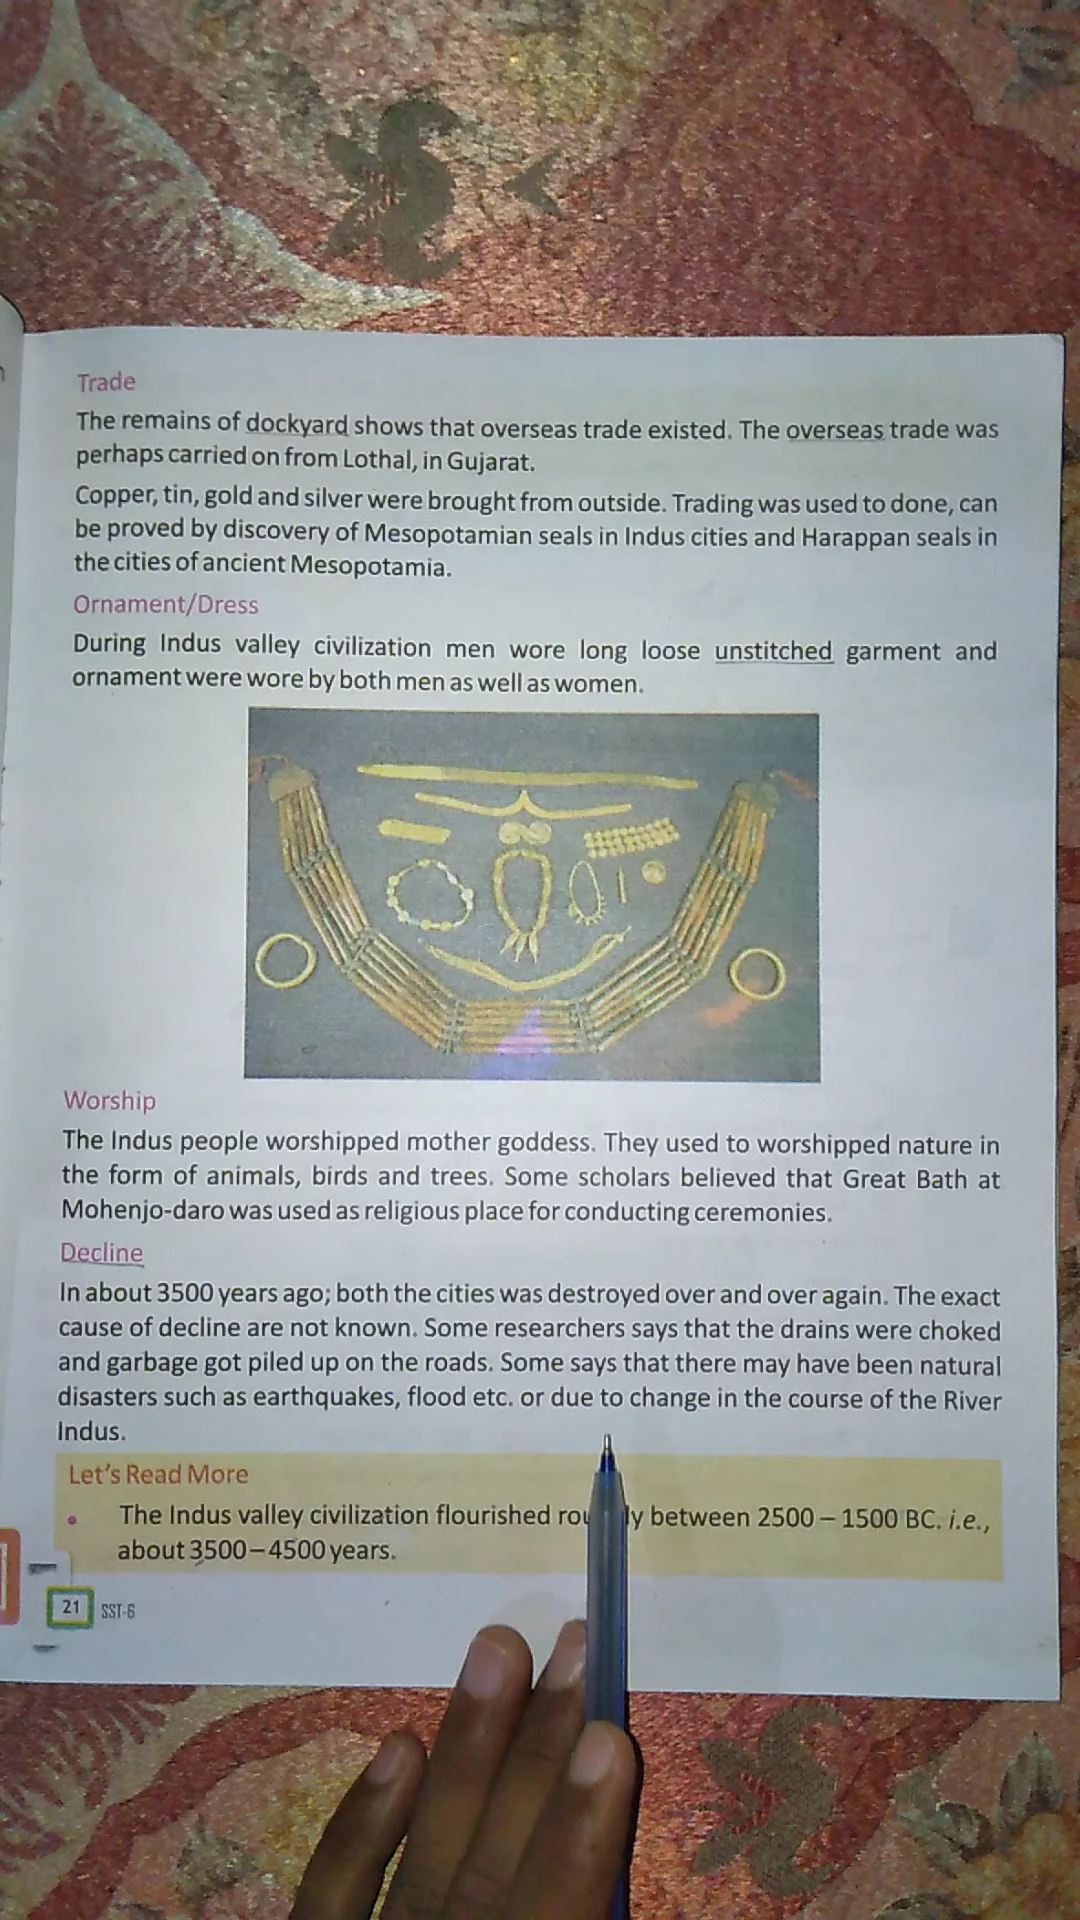 Trade
The remains of dockyard shows that overseas trade existed. The overseas trade was
perhaps carried on from Lothal, in Gujarat.
Copper, tin, gold and silver were brought from outside. Trading was used to done, can
be proved by discovery of Mesopotamian seals in Indus cities and Harappan seals in
the cities of ancient Mesopotamia.
Ornament/Dress
During Indus valley civilization men wore long loose unstitched garment and
ornament were wore by both men as well as women.
Worship
The Indus people worshipped mother goddess. They used to worshipped nature in
the form of animals, birds and trees. Some scholars believed that Great Bath at
Mohenjo-daro was used as religious place for conducting ceremonies.
Decline
In about 3500 years ago; both the cities was destroyed over and over again. The exact
cause of decline are not known. Some researchers says that the drains were choked
and garbage got piled up on the roads. Some says that there may have been natural
disasters such as earthquakes, flood etc. or due to change in the course of the River
Indus.
Let's Read More
• The Indus valley civilization flourished between 2500 – 1500 BC. i.e.,
about 3500 – 4500 years.
21 SST-6